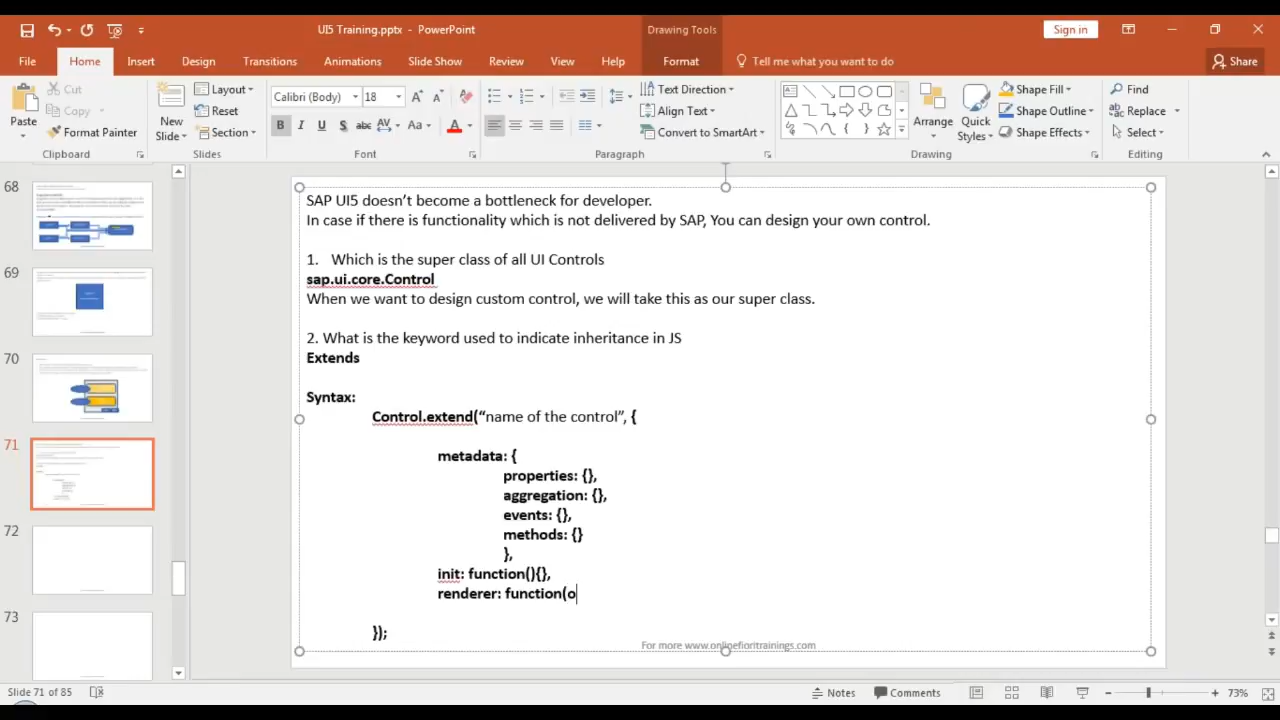 UI5 Training.pptx - PowerPoint
Drawing Tools
Sign in
File Home Insert Design Transitions Animations Slide Show Review View Help Format Tell me what you want to do Share
Paste
Cut
Copy
Format Painter
Clipboard
New Slide
Layout
Reset
Section
Slides
Calibri (Body) 18
B I U S abc AV Aa A
Font
Text Direction
Align Text
Convert to SmartArt
Paragraph
Arrange
Quick Styles
Shape Fill
Shape Outline
Shape Effects
Drawing
Find
Replace
Select
Editing
68
69
70
71
72
73
SAP UI5 doesn't become a bottleneck for developer.
In case if there is functionality which is not delivered by SAP, You can design your own control.
1. Which is the super class of all UI Controls
sap.ui.core.Control
When we want to design custom control, we will take this as our super class.
2. What is the keyword used to indicate inheritance in JS
Extends
Syntax:
Control.extend(“name of the control”, {
metadata: {
properties: {},
aggregation: {},
events: {},
methods: {}
},
init: function(){},
renderer: function(o
});
For more www.onlinefioritrainings.com
Slide 71 of 85
Notes
Comments
73%